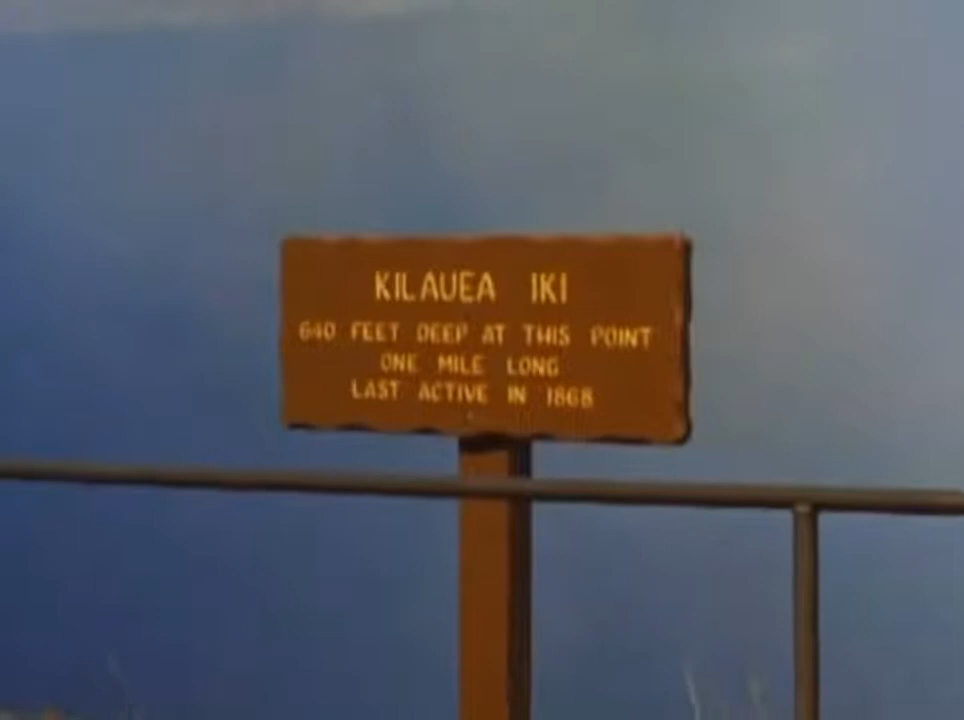 KILAUEA IKI
640 FEET DEEP AT THIS POINT
ONE MILE LONG
LAST ACTIVE IN 1868